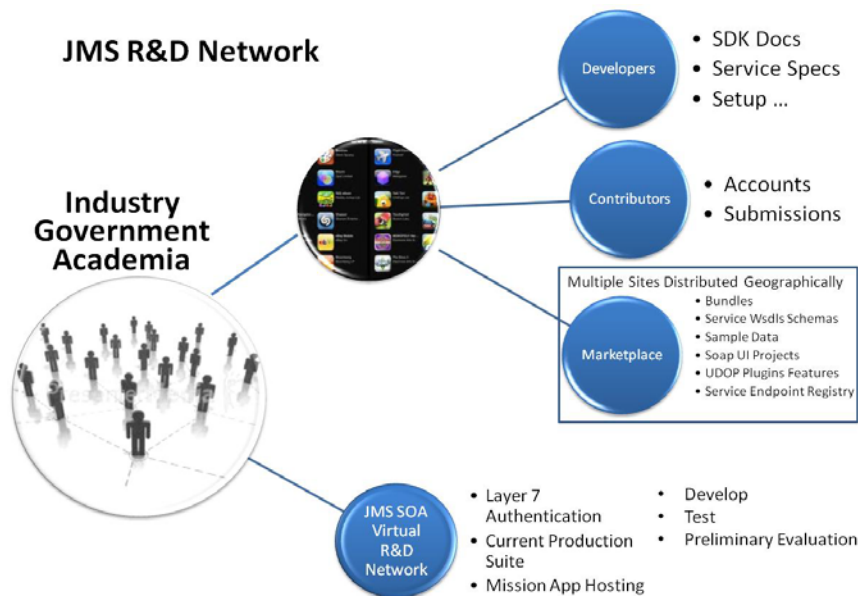 JMS R&D Network
Industry
Government
Academia
Developers
• SDK Docs
• Service Specs
• Setup ...
Contributors
• Accounts
• Submissions
Multiple Sites Distributed Geographically
Marketplace
• Bundles
• Service Wsdls Schemas
• Sample Data
• Soap UI Projects
• UDOP Plugins Features
• Service Endpoint Registry
JMS SOA
Virtual
R&D
Network
• Layer 7
Authentication
• Current Production
Suite
• Mission App Hosting
• Develop
• Test
• Preliminary Evaluation